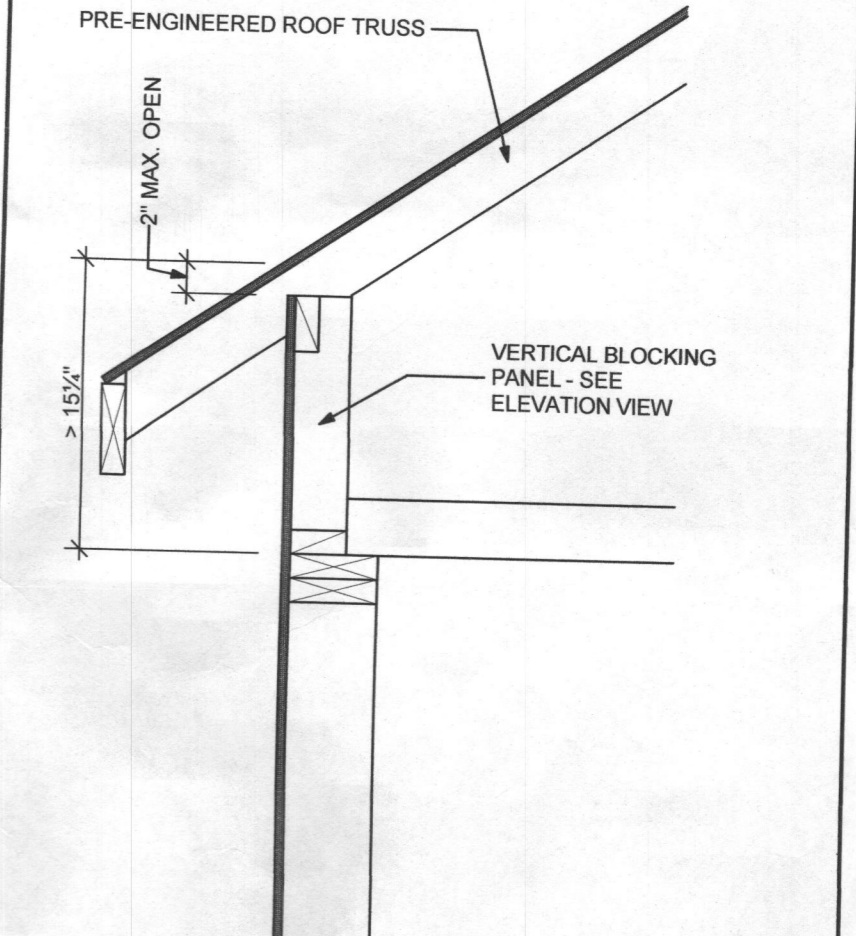 PRE-ENGINEERED ROOF TRUSS
2" MAX. OPEN
> 15¼"
VERTICAL BLOCKING
PANEL - SEE
ELEVATION VIEW